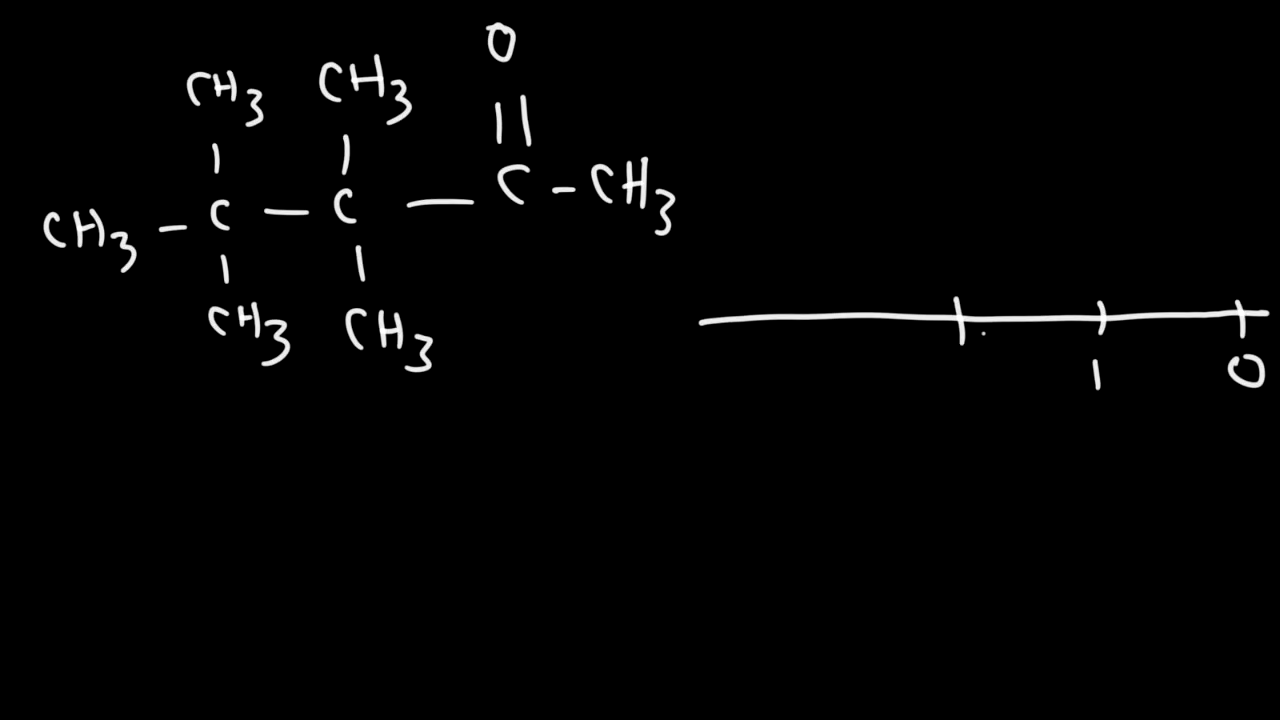 O
CH3 CH3
||
CH3 - C - C - C - CH3
CH3 CH3
1 0